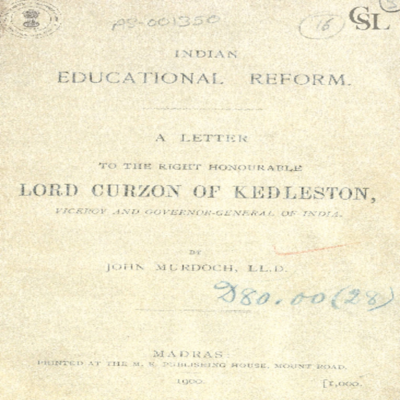 PS-001350
16
CSL
INDIAN
EDUCATIONAL REFORM.
A LETTER
TO THE RIGHT HONOURABLE
LORD CURZON OF KEDLESTON,
VICEROY AND GOVERNOR-GENERAL OF INDIA.
BY
JOHN MURDOCH, LL.D.
D80.00(28)
MADRAS
PRINTED AT THE M. E. PUBLISHING HOUSE, MOUNT ROAD.
1900. [1,000.